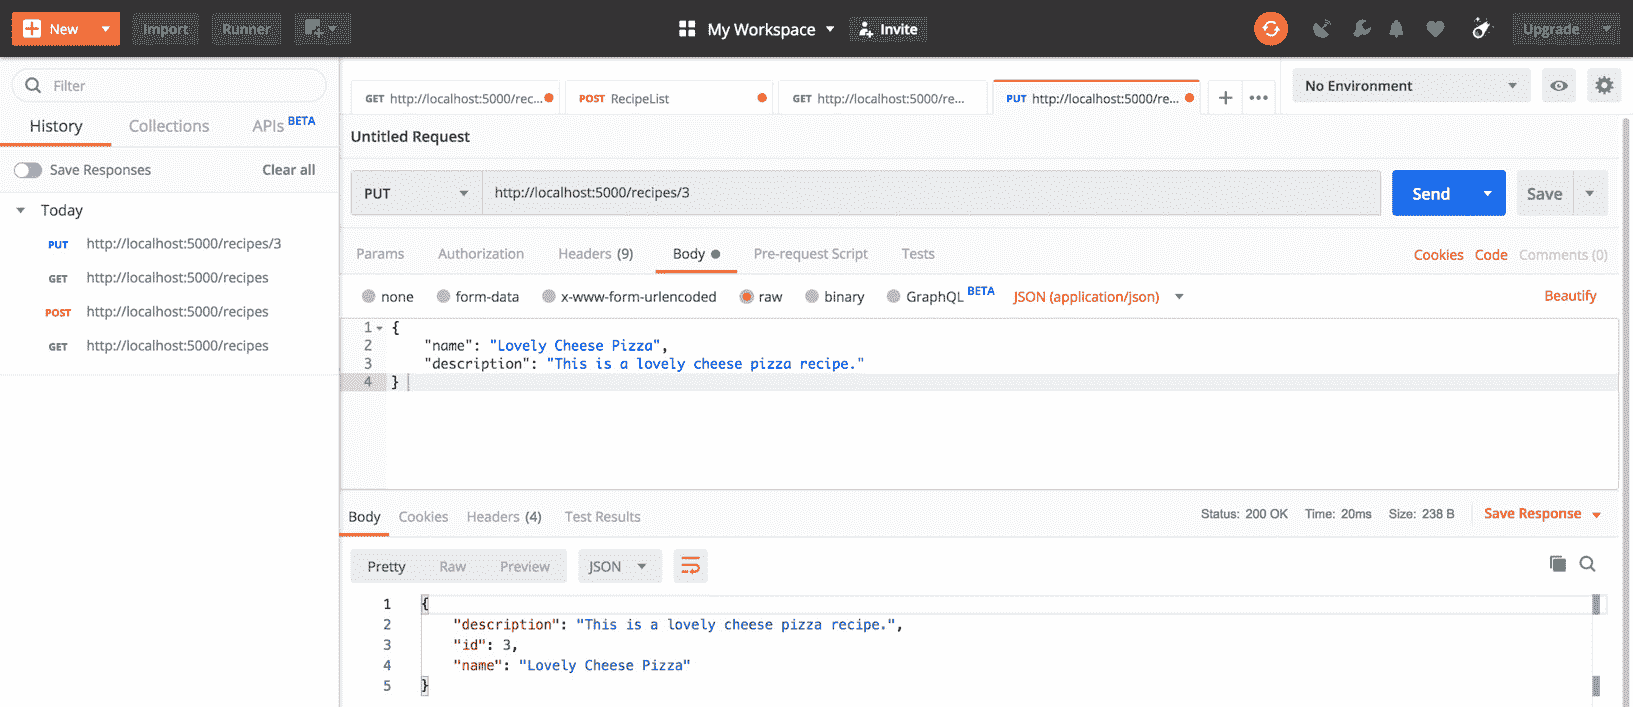 New Import Runner My Workspace Invite Upgrade
Filter
History Collections APIs BETA
Save Responses Clear all
Today
PUT http://localhost:5000/recipes/3
GET http://localhost:5000/recipes
POST http://localhost:5000/recipes
GET http://localhost:5000/recipes
GET http://localhost:5000/rec... POST RecipeList GET http://localhost:5000/re... PUT http://localhost:5000/re... + ••• No Environment
Untitled Request
PUT http://localhost:5000/recipes/3 Send Save
Params Authorization Headers (9) Body Pre-request Script Tests Cookies Code Comments (0)
none form-data x-www-form-urlencoded raw binary GraphQL BETA JSON (application/json) Beautify
1 {
2 "name": "Lovely Cheese Pizza",
3 "description": "This is a lovely cheese pizza recipe."
4 }
Body Cookies Headers (4) Test Results Status: 200 OK Time: 20ms Size: 238 B Save Response
Pretty Raw Preview JSON
1 {
2 "description": "This is a lovely cheese pizza recipe.",
3 "id": 3,
4 "name": "Lovely Cheese Pizza"
5 }